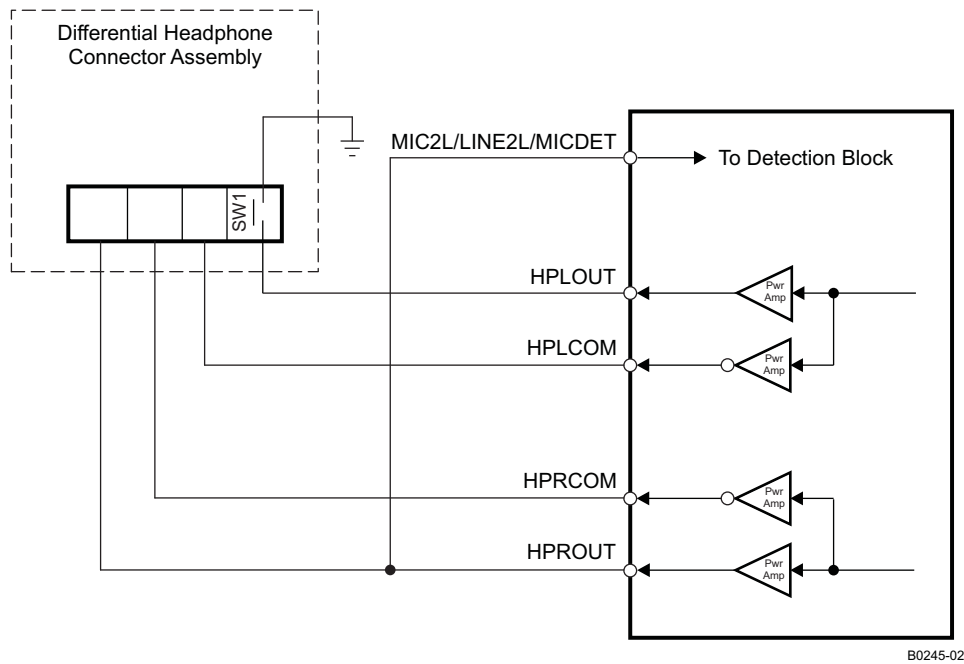 Differential Headphone
Connector Assembly
SW1
MIC2L/LINE2L/MICDET
To Detection Block
HPLOUT
Pwr
Amp
HPLCOM
Pwr
Amp
HPRCOM
Pwr
Amp
HPROUT
Pwr
Amp
B0245-02